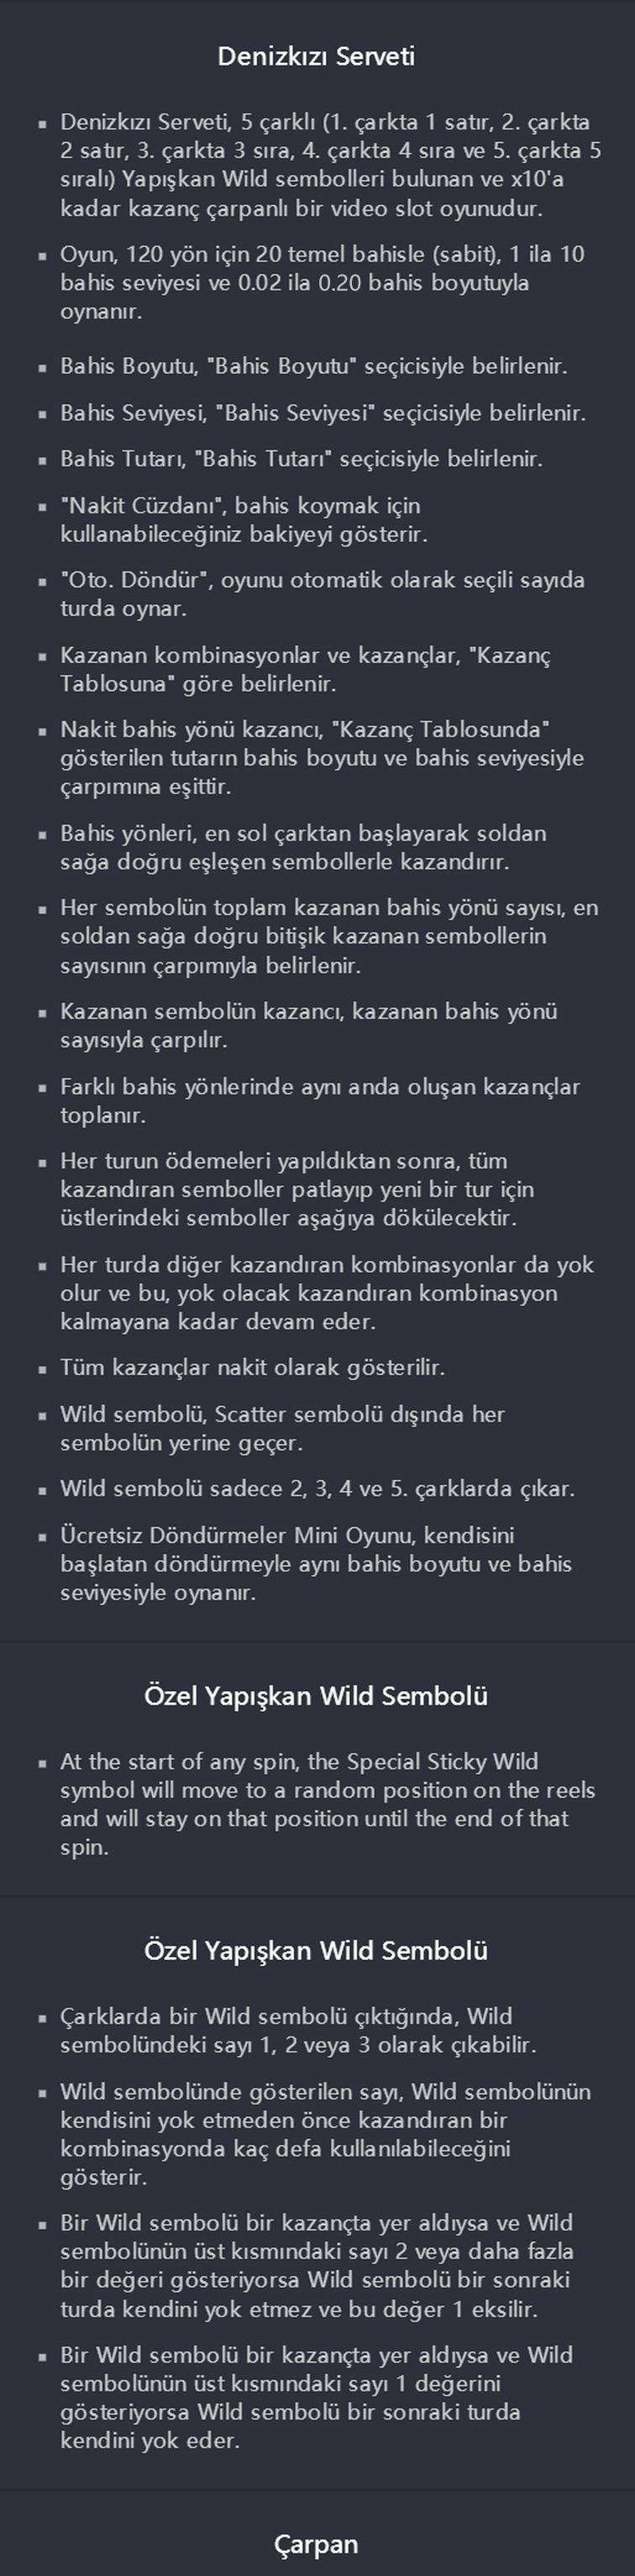 Denizkızı Serveti
▪ Denizkızı Serveti, 5 çarklı (1. çarkta 1 satır, 2. çarkta
2 satır, 3. çarkta 3 sıra, 4. çarkta 4 sıra ve 5. çarkta 5
sıralı) Yapışkan Wild sembolleri bulunan ve x10'a
kadar kazanç çarpanlı bir video slot oyunudur.
▪ Oyun, 120 yön için 20 temel bahisle (sabit), 1 ila 10
bahis seviyesi ve 0.02 ila 0.20 bahis boyutuyla
oynanır.
▪ Bahis Boyutu, "Bahis Boyutu" seçicisiyle belirlenir.
▪ Bahis Seviyesi, "Bahis Seviyesi" seçicisiyle belirlenir.
▪ Bahis Tutarı, "Bahis Tutarı" seçicisiyle belirlenir.
▪ "Nakit Cüzdanı", bahis koymak için
kullanabileceğiniz bakiyeyi gösterir.
▪ "Oto. Döndür", oyunu otomatik olarak seçili sayıda
turda oynar.
▪ Kazanan kombinasyonlar ve kazançlar, "Kazanç
Tablosuna" göre belirlenir.
▪ Nakit bahis yönü kazancı, "Kazanç Tablosunda"
gösterilen tutarın bahis boyutu ve bahis seviyesiyle
çarpımına eşittir.
▪ Bahis yönleri, en sol çarktan başlayarak soldan
sağa doğru eşleşen sembollerle kazandırır.
▪ Her sembolün toplam kazanan bahis yönü sayısı, en
soldan sağa doğru bitişik kazanan sembollerin
sayısının çarpımıyla belirlenir.
▪ Kazanan sembolün kazancı, kazanan bahis yönü
sayısıyla çarpılır.
▪ Farklı bahis yönlerinde aynı anda oluşan kazançlar
toplanır.
▪ Her turun ödemeleri yapıldıktan sonra, tüm
kazandıran semboller patlayıp yeni bir tur için
üstlerindeki semboller aşağıya dökülecektir.
▪ Her turda diğer kazandıran kombinasyonlar da yok
olur ve bu, yok olacak kazandıran kombinasyon
kalmayana kadar devam eder.
▪ Tüm kazançlar nakit olarak gösterilir.
▪ Wild sembolü, Scatter sembolü dışında her
sembolün yerine geçer.
▪ Wild sembolü sadece 2, 3, 4 ve 5. çarklarda çıkar.
▪ Ücretsiz Döndürmeler Mini Oyunu, kendisini
başlatan döndürmeyle aynı bahis boyutu ve bahis
seviyesiyle oynanır.
Özel Yapışkan Wild Sembolü
▪ At the start of any spin, the Special Sticky Wild
symbol will move to a random position on the reels
and will stay on that position until the end of that
spin.
Özel Yapışkan Wild Sembolü
▪ Çarklarda bir Wild sembolü çıktığında, Wild
sembolündeki sayı 1, 2 veya 3 olarak çıkabilir.
▪ Wild sembolünde gösterilen sayı, Wild sembolünün
kendisini yok etmeden önce kazandıran bir
kombinasyonda kaç defa kullanılabileceğini
gösterir.
▪ Bir Wild sembolü bir kazançta yer aldıysa ve Wild
sembolünün üst kısmındaki sayı 2 veya daha fazla
bir değeri gösteriyorsa Wild sembolü bir sonraki
turda kendini yok etmez ve bu değer 1 eksilir.
▪ Bir Wild sembolü bir kazançta yer aldıysa ve Wild
sembolünün üst kısmındaki sayı 1 değerini
gösteriyorsa Wild sembolü bir sonraki turda
kendini yok eder.
Çarpan